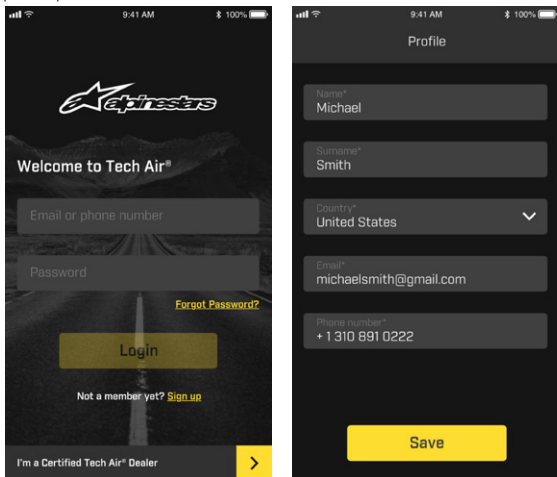 9:41 AM
100%
alpinestars
Welcome to Tech Air®
Email or phone number
Password
Forgot Password?
Login
Not a member yet? Sign up
I'm a Certified Tech Air® Dealer
9:41 AM
100%
Profile
Name*
Michael
Surname*
Smith
Country*
United States
Email*
michaelsmith@gmail.com
Phone number*
+ 1 310 891 0222
Save